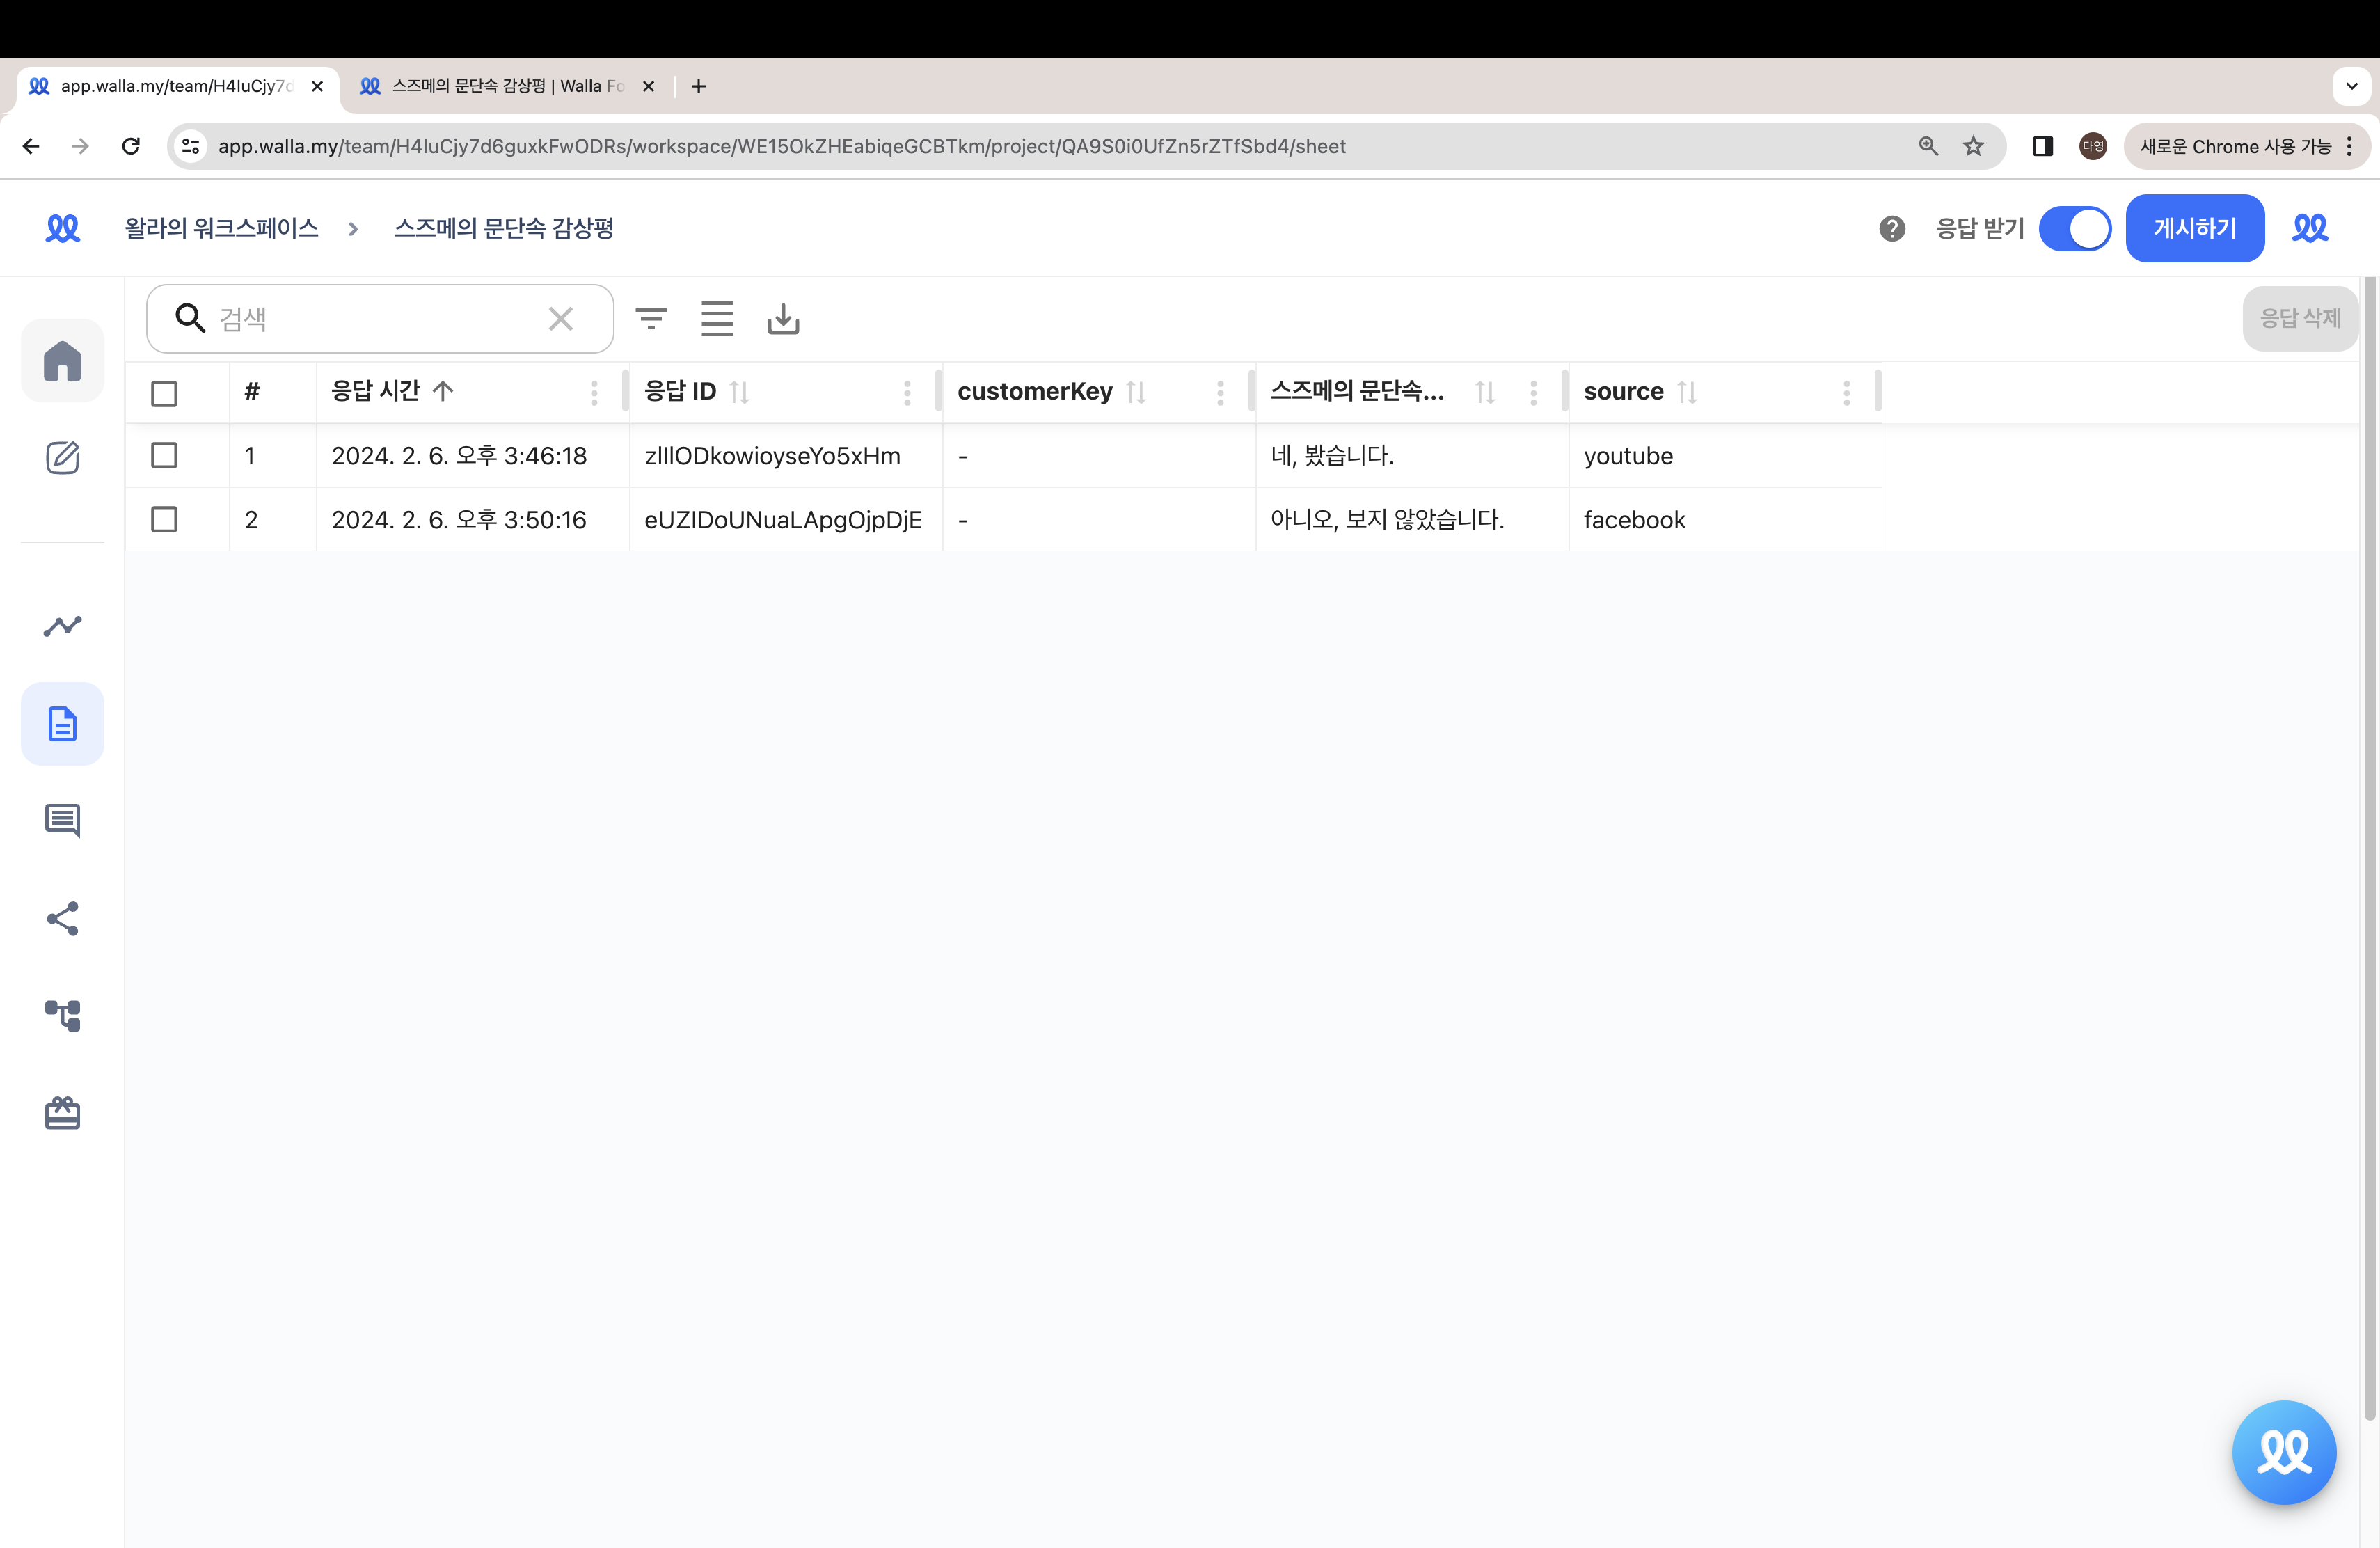 app.walla.my/team/H4IuCjy7d
스즈메의 문단속 감상평 | Walla Fo
app.walla.my/team/H4IuCjy7d6guxkFwODRs/workspace/WE15OkZHEabiqeGCBTkm/project/QA9S0i0UfZn5rZTfSbd4/sheet
다영
새로운 Chrome 사용 가능
왈라의 워크스페이스 > 스즈메의 문단속 감상평
응답 받기
게시하기
검색
응답 삭제
# 응답 시간 응답 ID customerKey 스즈메의 문단속... source
1 2024. 2. 6. 오후 3:46:18 zIlIODkowioyseYo5xHm - 네, 봤습니다. youtube
2 2024. 2. 6. 오후 3:50:16 eUZIDoUNuaLApgOjpDjE - 아니오, 보지 않았습니다. facebook